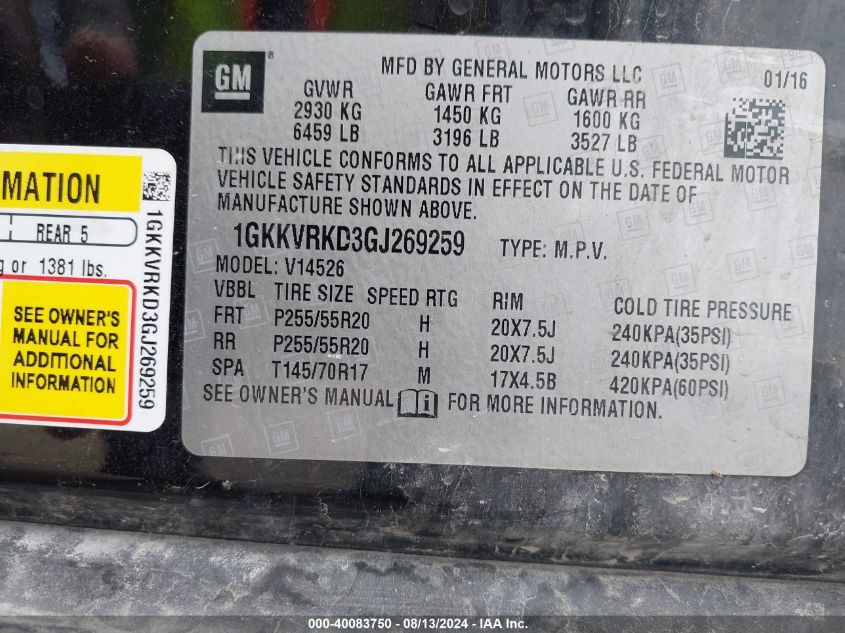 GM
MFD BY GENERAL MOTORS LLC
01/16
GVWR GAWR FRT GAWR RR
2930 KG 1450 KG 1600 KG
6459 LB 3196 LB 3527 LB
THIS VEHICLE CONFORMS TO ALL APPLICABLE U.S. FEDERAL MOTOR
VEHICLE SAFETY STANDARDS IN EFFECT ON THE DATE OF
MANUFACTURE SHOWN ABOVE.
1GKKVRKD3GJ269259 TYPE: M.P.V.
MODEL: V14526
VBBL TIRE SIZE SPEED RTG RIM COLD TIRE PRESSURE
FRT P255/55R20 H 20X7.5J 240KPA(35PSI)
RR P255/55R20 H 20X7.5J 240KPA(35PSI)
SPA T145/70R17 M 17X4.5B 420KPA(60PSI)
SEE OWNER'S MANUAL FOR MORE INFORMATION.
MATION
REAR 5
g or 1381 lbs.
SEE OWNER'S
MANUAL FOR
ADDITIONAL
INFORMATION
1GKKVRKD3GJ269259
000-40083750 - 08/13/2024 - IAA Inc.